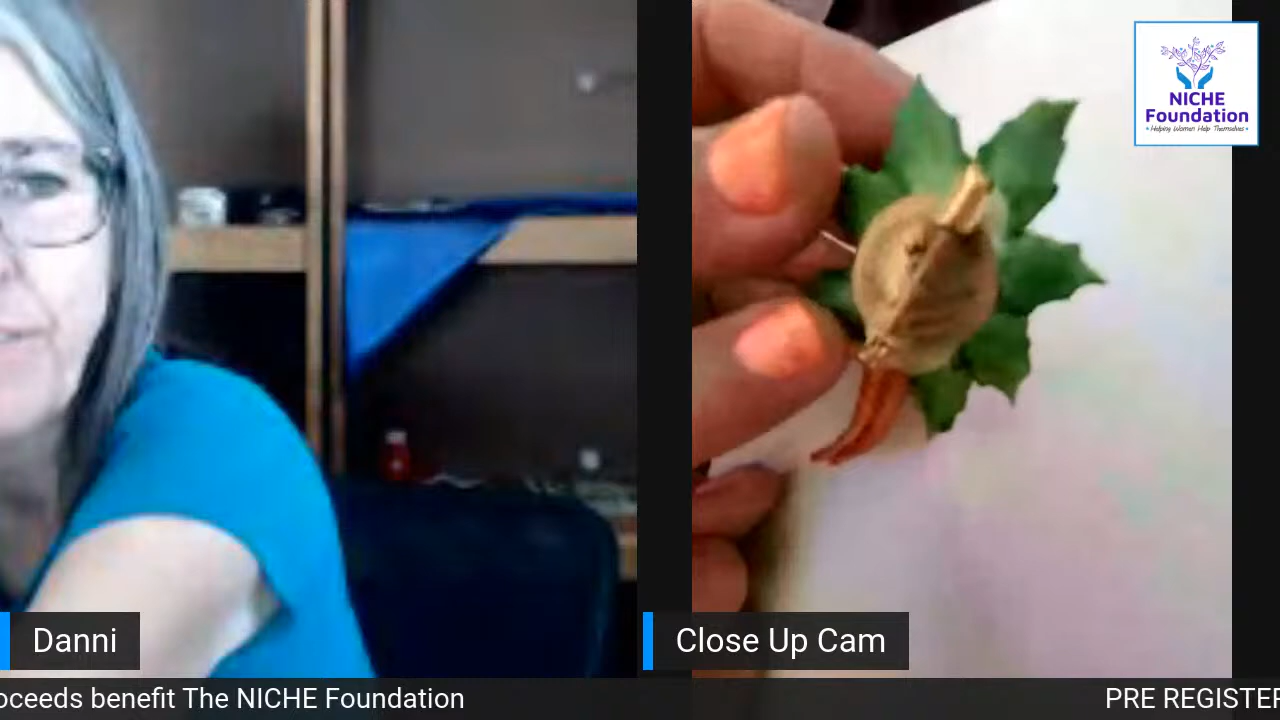 NICHE
Foundation
Helping Women Help Themselves
Danni
Close Up Cam
oceeds benefit The NICHE Foundation
PRE REGISTER